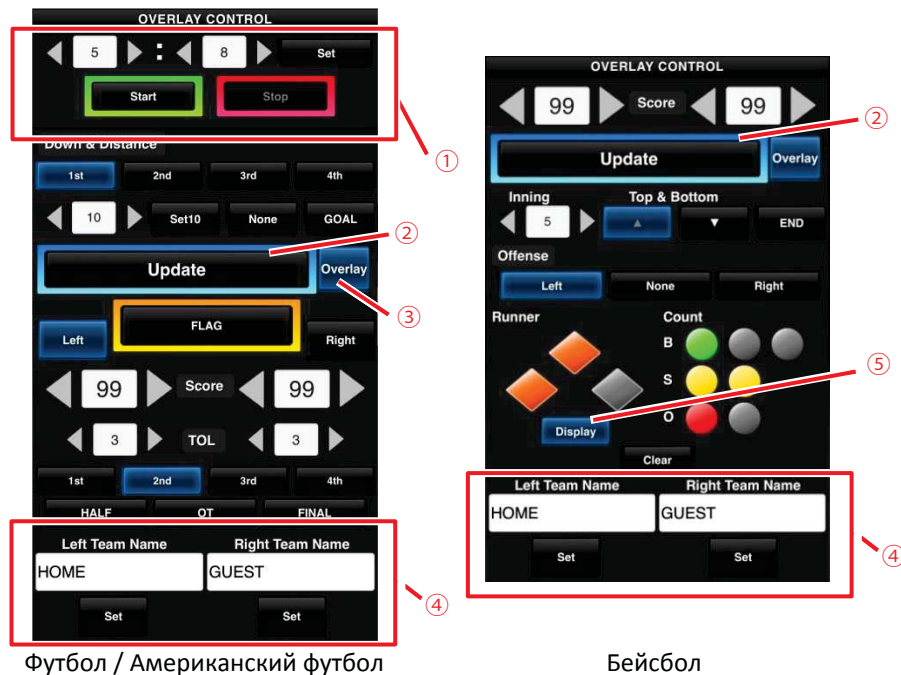 OVERLAY CONTROL
5 : 8 Set
Start Stop
①
Down & Distance
1st 2nd 3rd 4th
10 Set10 None GOAL
②
Update Overlay
③
Left FLAG Right
99 Score 99
3 TOL 3
1st 2nd 3rd 4th
HALF OT FINAL
Left Team Name Right Team Name
HOME GUEST
Set Set
④
Футбол / Американский футбол
OVERLAY CONTROL
99 Score 99
②
Update Overlay
Inning Top & Bottom
5 ▲ ▼ END
Offense
Left None Right
Runner Count
B
S
⑤
O
Display
Clear
Left Team Name Right Team Name
HOME GUEST
Set Set
④
Бейсбол